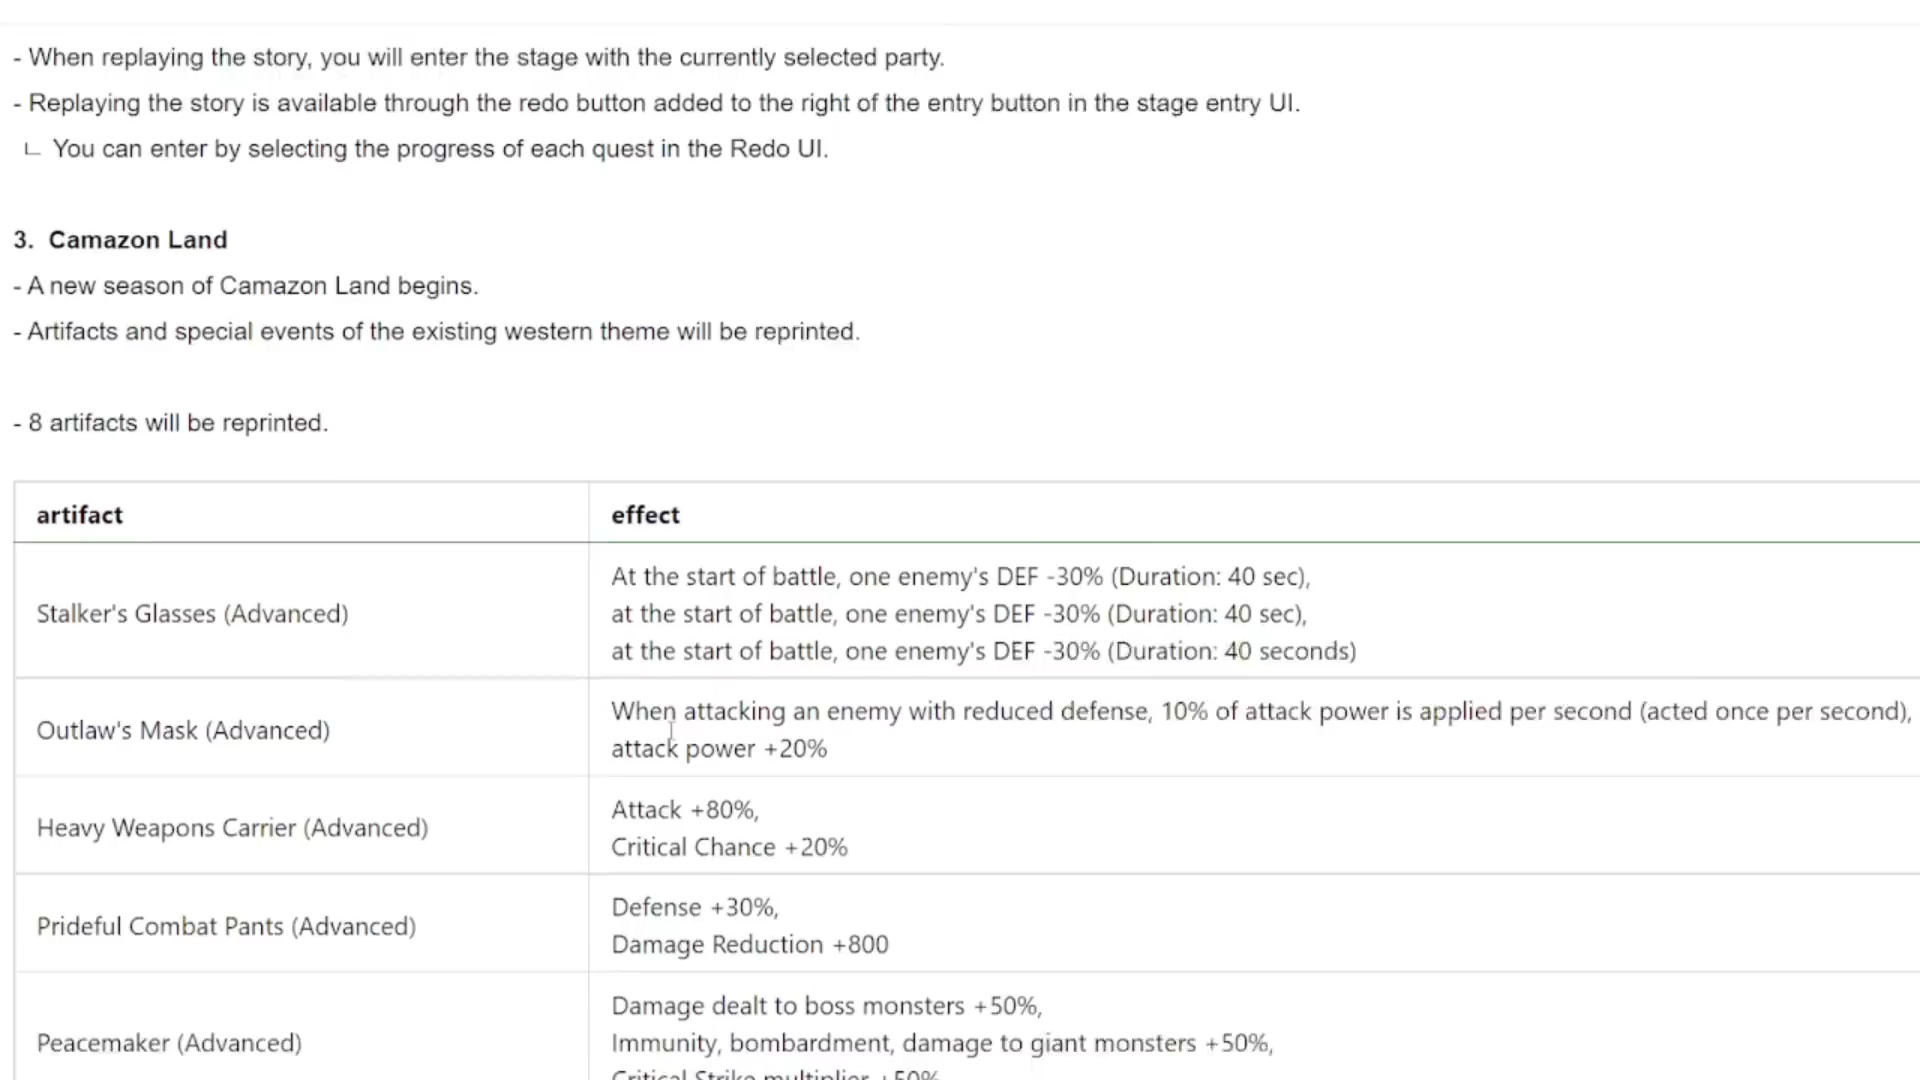 - When replaying the story, you will enter the stage with the currently selected party.
- Replaying the story is available through the redo button added to the right of the entry button in the stage entry UI.
ㄴ You can enter by selecting the progress of each quest in the Redo UI.
3. Camazon Land
- A new season of Camazon Land begins.
- Artifacts and special events of the existing western theme will be reprinted.
- 8 artifacts will be reprinted.
artifact
effect
Stalker's Glasses (Advanced)
At the start of battle, one enemy's DEF -30% (Duration: 40 sec),
at the start of battle, one enemy's DEF -30% (Duration: 40 sec),
at the start of battle, one enemy's DEF -30% (Duration: 40 seconds)
Outlaw's Mask (Advanced)
When attacking an enemy with reduced defense, 10% of attack power is applied per second (acted once per second),
attack power +20%
Heavy Weapons Carrier (Advanced)
Attack +80%,
Critical Chance +20%
Prideful Combat Pants (Advanced)
Defense +30%,
Damage Reduction +800
Peacemaker (Advanced)
Damage dealt to boss monsters +50%,
Immunity, bombardment, damage to giant monsters +50%,
Critical Strike multiplier +50%